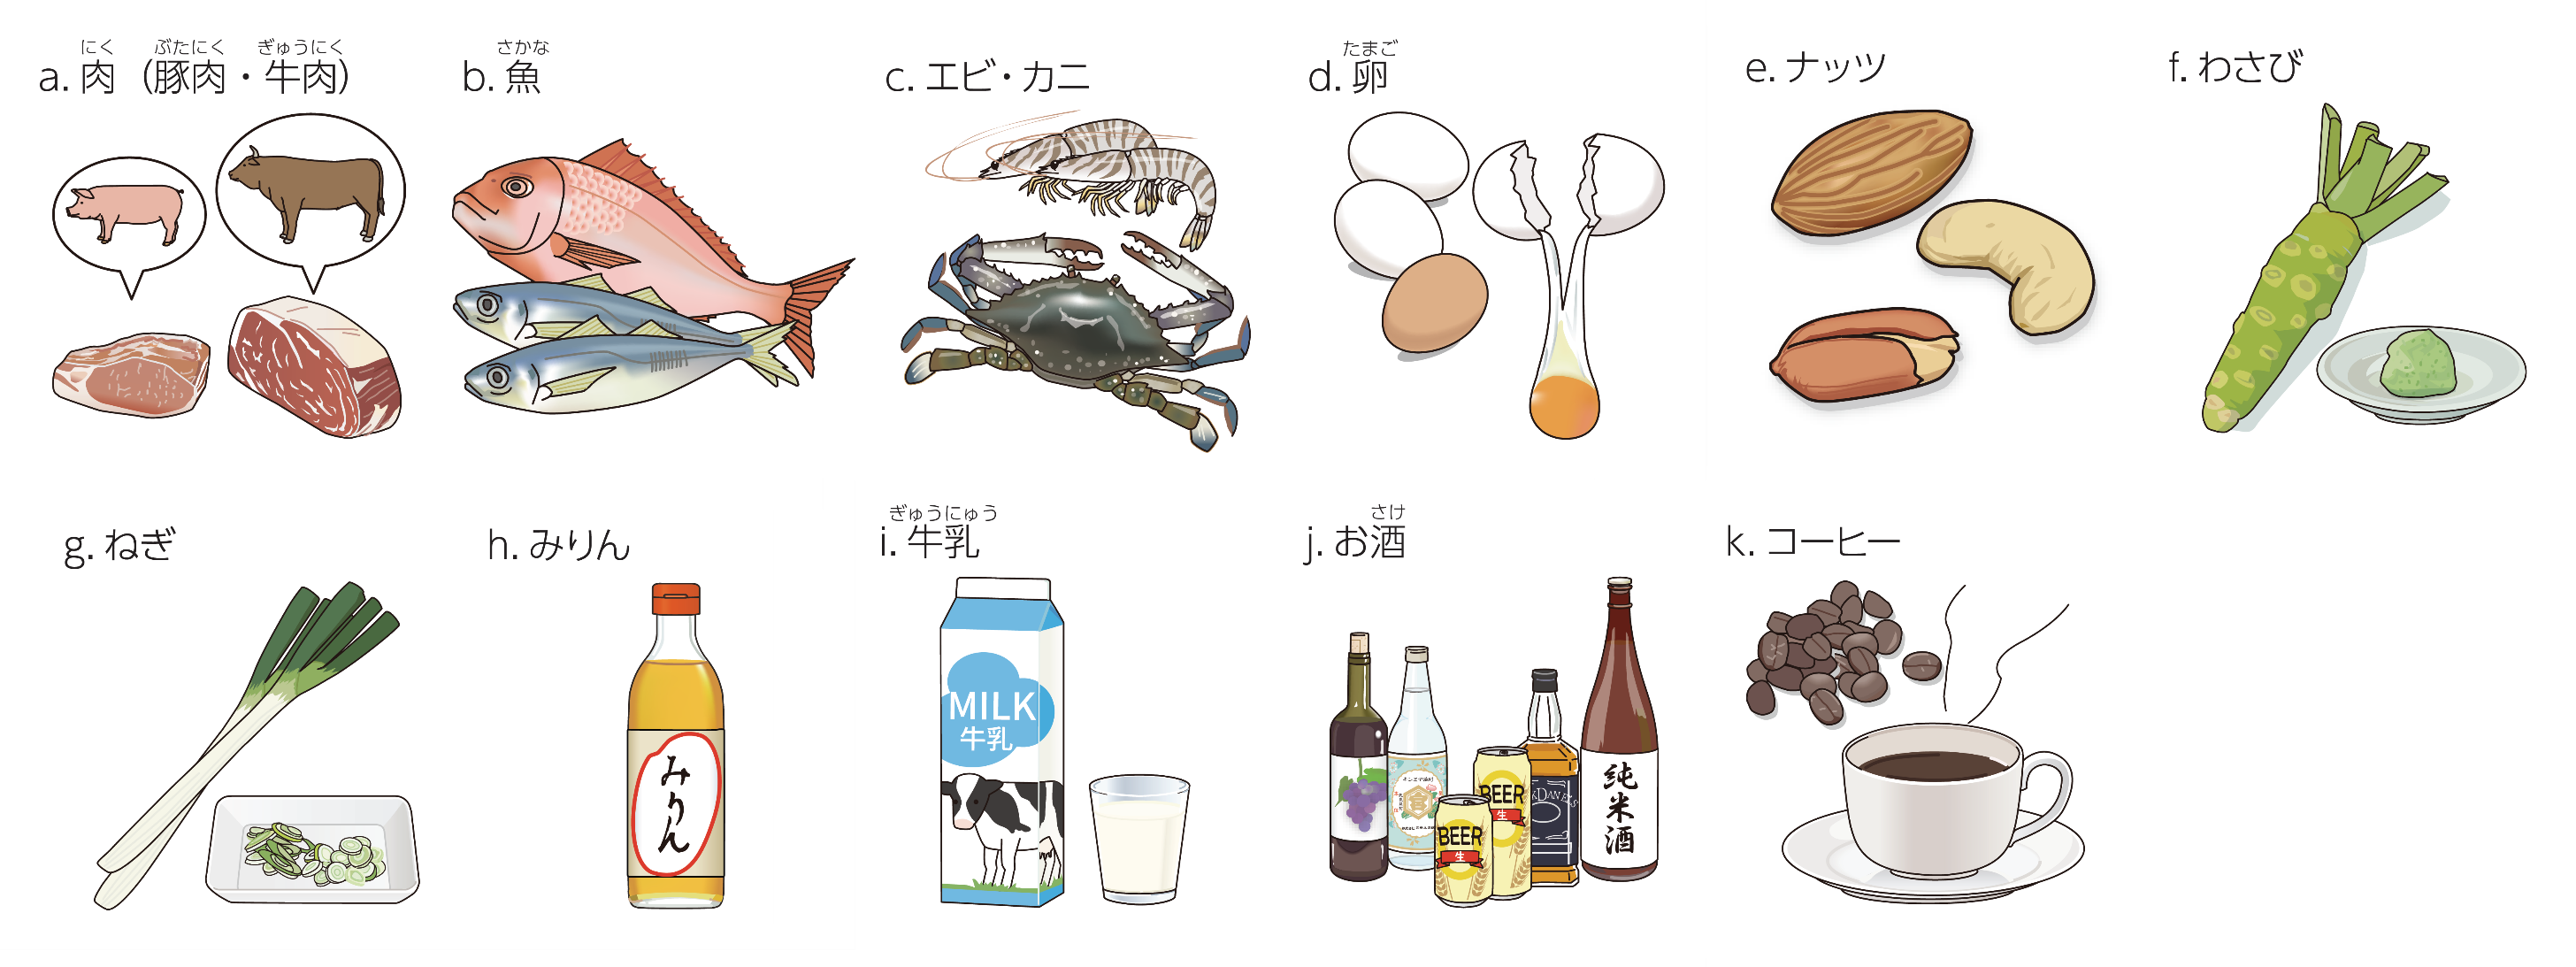 にく ぶたにく ぎゅうにく
a. 肉（豚肉・牛肉）
さかな
b. 魚
c. エビ・カニ
たまご
d. 卵
e. ナッツ
f. わさび
g. ねぎ
h. みりん
みりん
ぎゅうにゅう
i. 牛乳
MILK
牛乳
さけ
j. お酒
BEER
生
BEER
生
純米酒
k. コーヒー